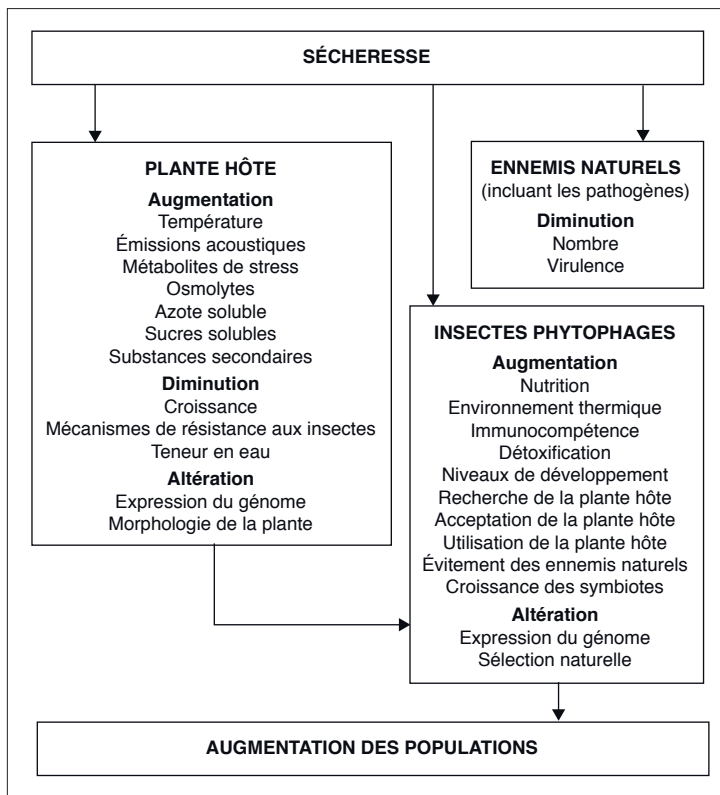 SÉCHERESSE
PLANTE HÔTE
Augmentation
Température
Émissions acoustiques
Métabolites de stress
Osmolytes
Azote soluble
Sucres solubles
Substances secondaires
Diminution
Croissance
Mécanismes de résistance aux insectes
Teneur en eau
Altération
Expression du génome
Morphologie de la plante
ENNEMIS NATURELS
(incluant les pathogènes)
Diminution
Nombre
Virulence
INSECTES PHYTOPHAGES
Augmentation
Nutrition
Environnement thermique
Immunocompétence
Détoxification
Niveaux de développement
Recherche de la plante hôte
Acceptation de la plante hôte
Utilisation de la plante hôte
Évitement des ennemis naturels
Croissance des symbiotes
Altération
Expression du génome
Sélection naturelle
AUGMENTATION DES POPULATIONS